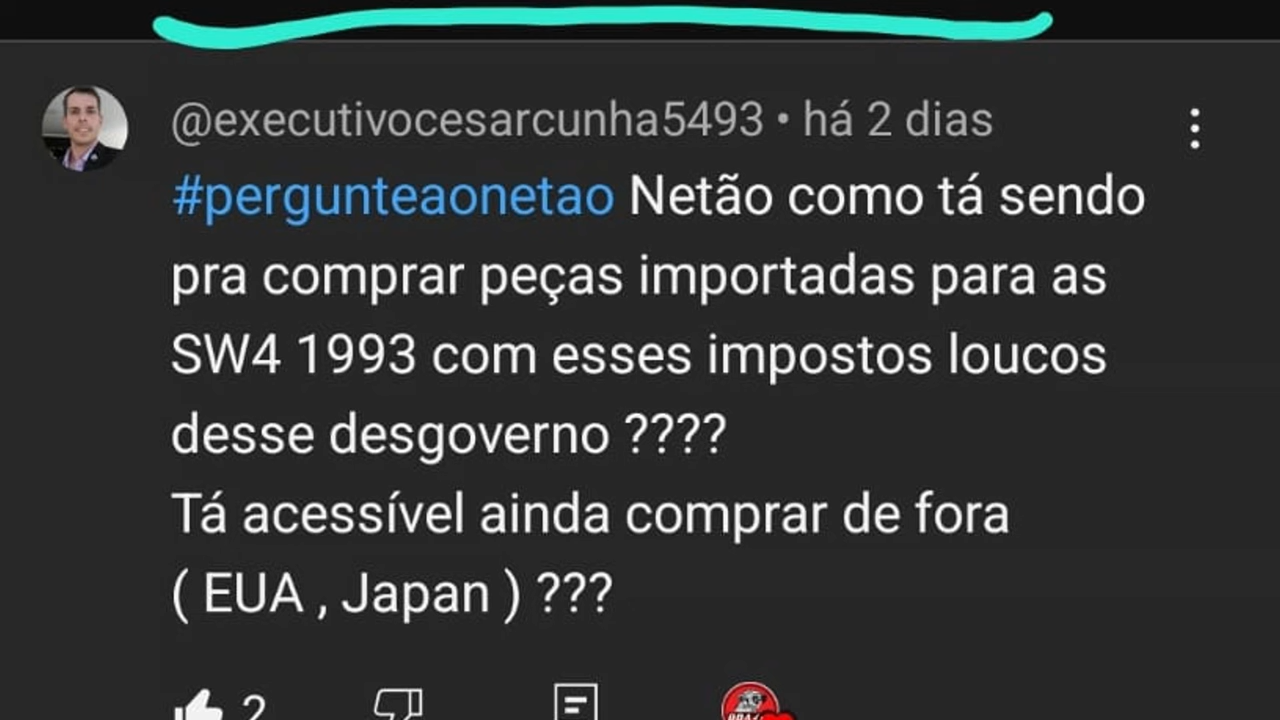 @executivocesarcunha5493 • há 2 dias
#pergunteaonetao Netão como tá sendo
pra comprar peças importadas para as
SW4 1993 com esses impostos loucos
desse desgoverno ????
Tá acessível ainda comprar de fora
( EUA , Japan ) ???
2